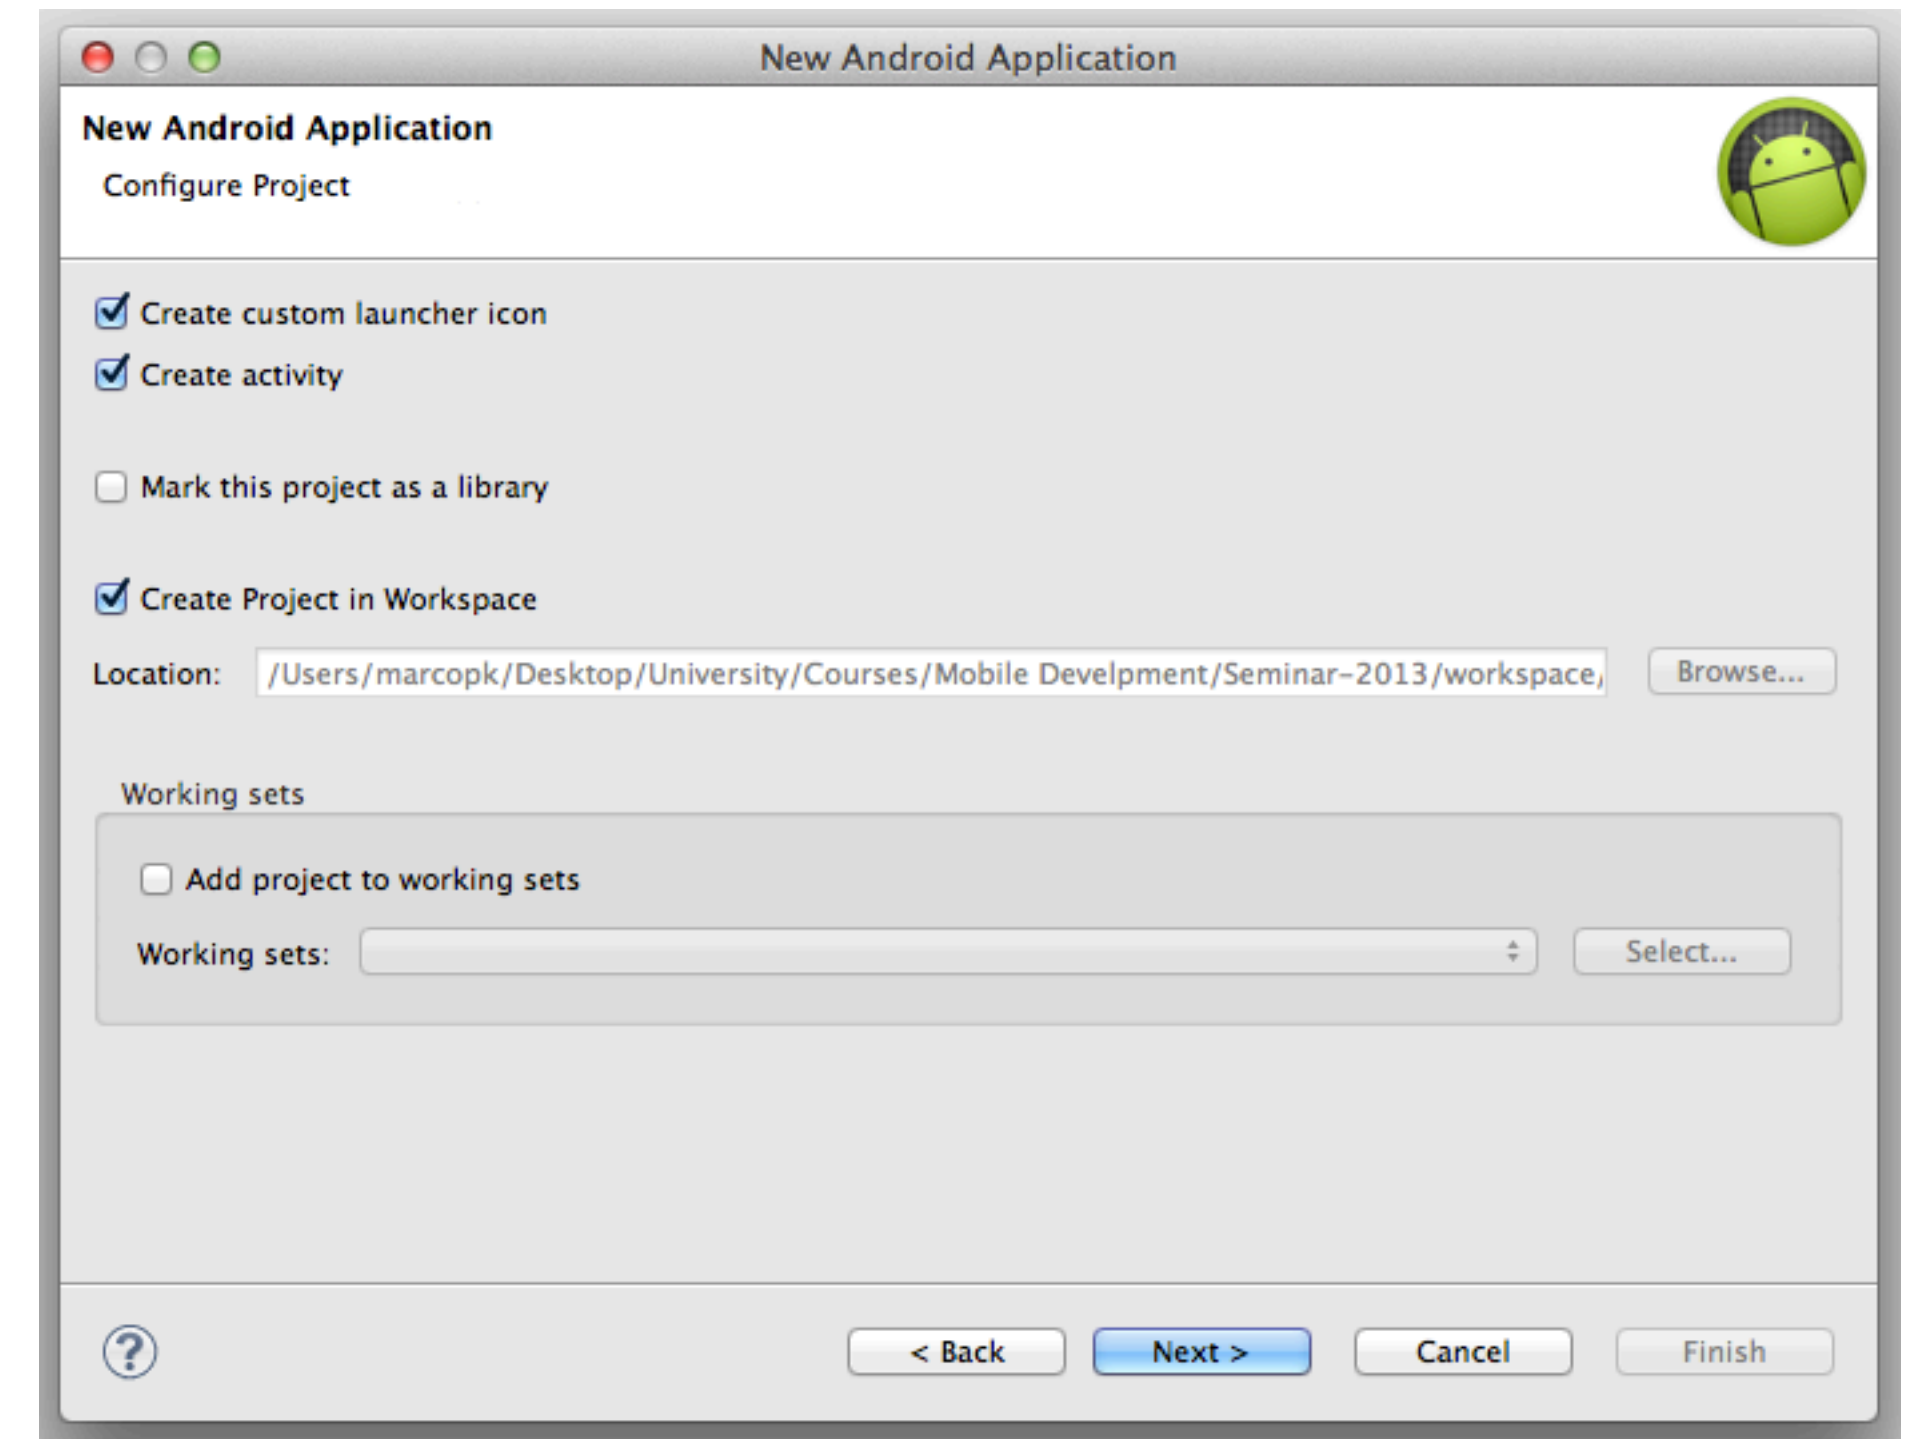 New Android Application
New Android Application
Configure Project
Create custom launcher icon
Create activity
Mark this project as a library
Create Project in Workspace
Location: /Users/marcopk/Desktop/University/Courses/Mobile Develpment/Seminar-2013/workspace/ Browse...
Working sets
Add project to working sets
Working sets: Select...
? < Back Next > Cancel Finish